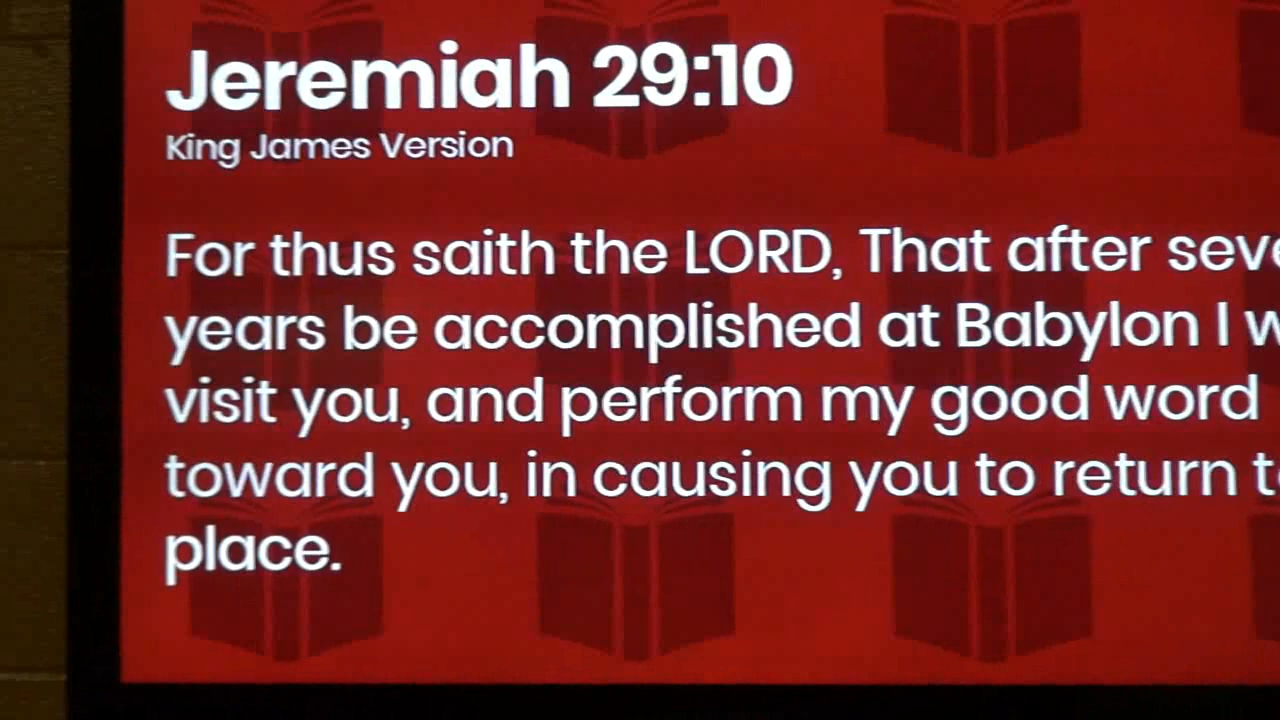 Jeremiah 29:10
King James Version
For thus saith the LORD, That after
years be accomplished at Babylon I
visit you, and perform my good word
toward you, in causing you to return
place.